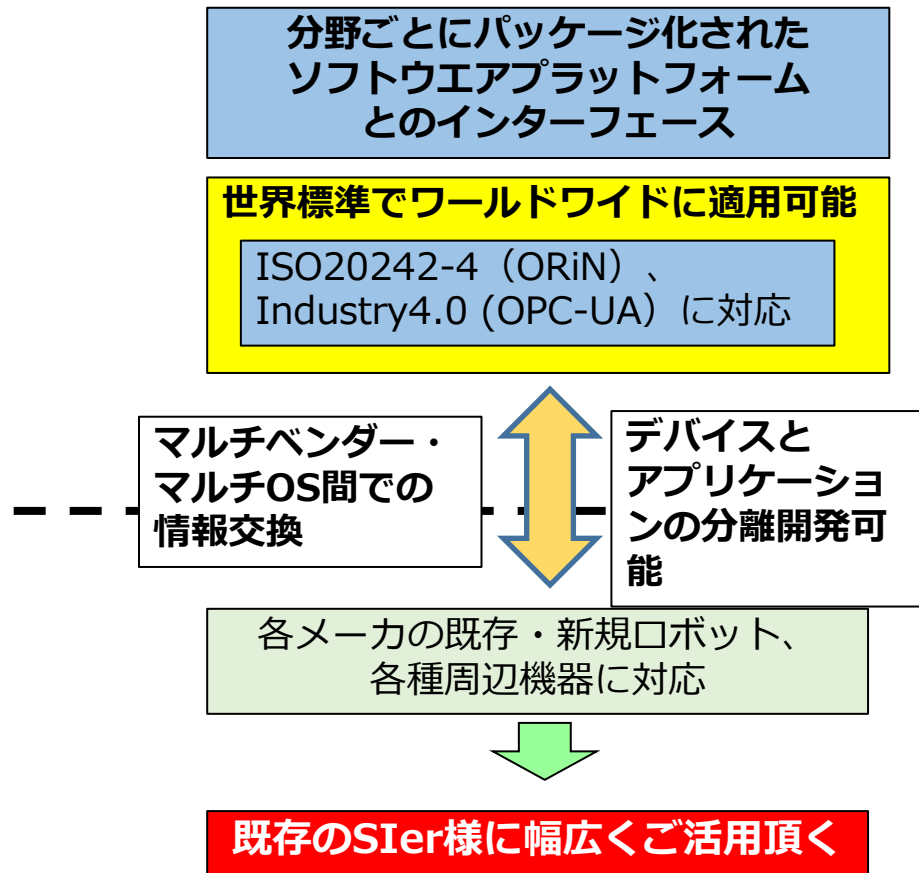 分野ごとにパッケージ化された
ソフトウエアプラットフォーム
とのインターフェース
世界標準でワールドワイドに適用可能
ISO20242-4（ORiN）、
Industry4.0 (OPC-UA）に対応
マルチベンダー・
マルチOS間での
情報交換
デバイスと
アプリケーショ
ンの分離開発可
能
各メーカの既存・新規ロボット、
各種周辺機器に対応
既存のSIer様に幅広くご活用頂く